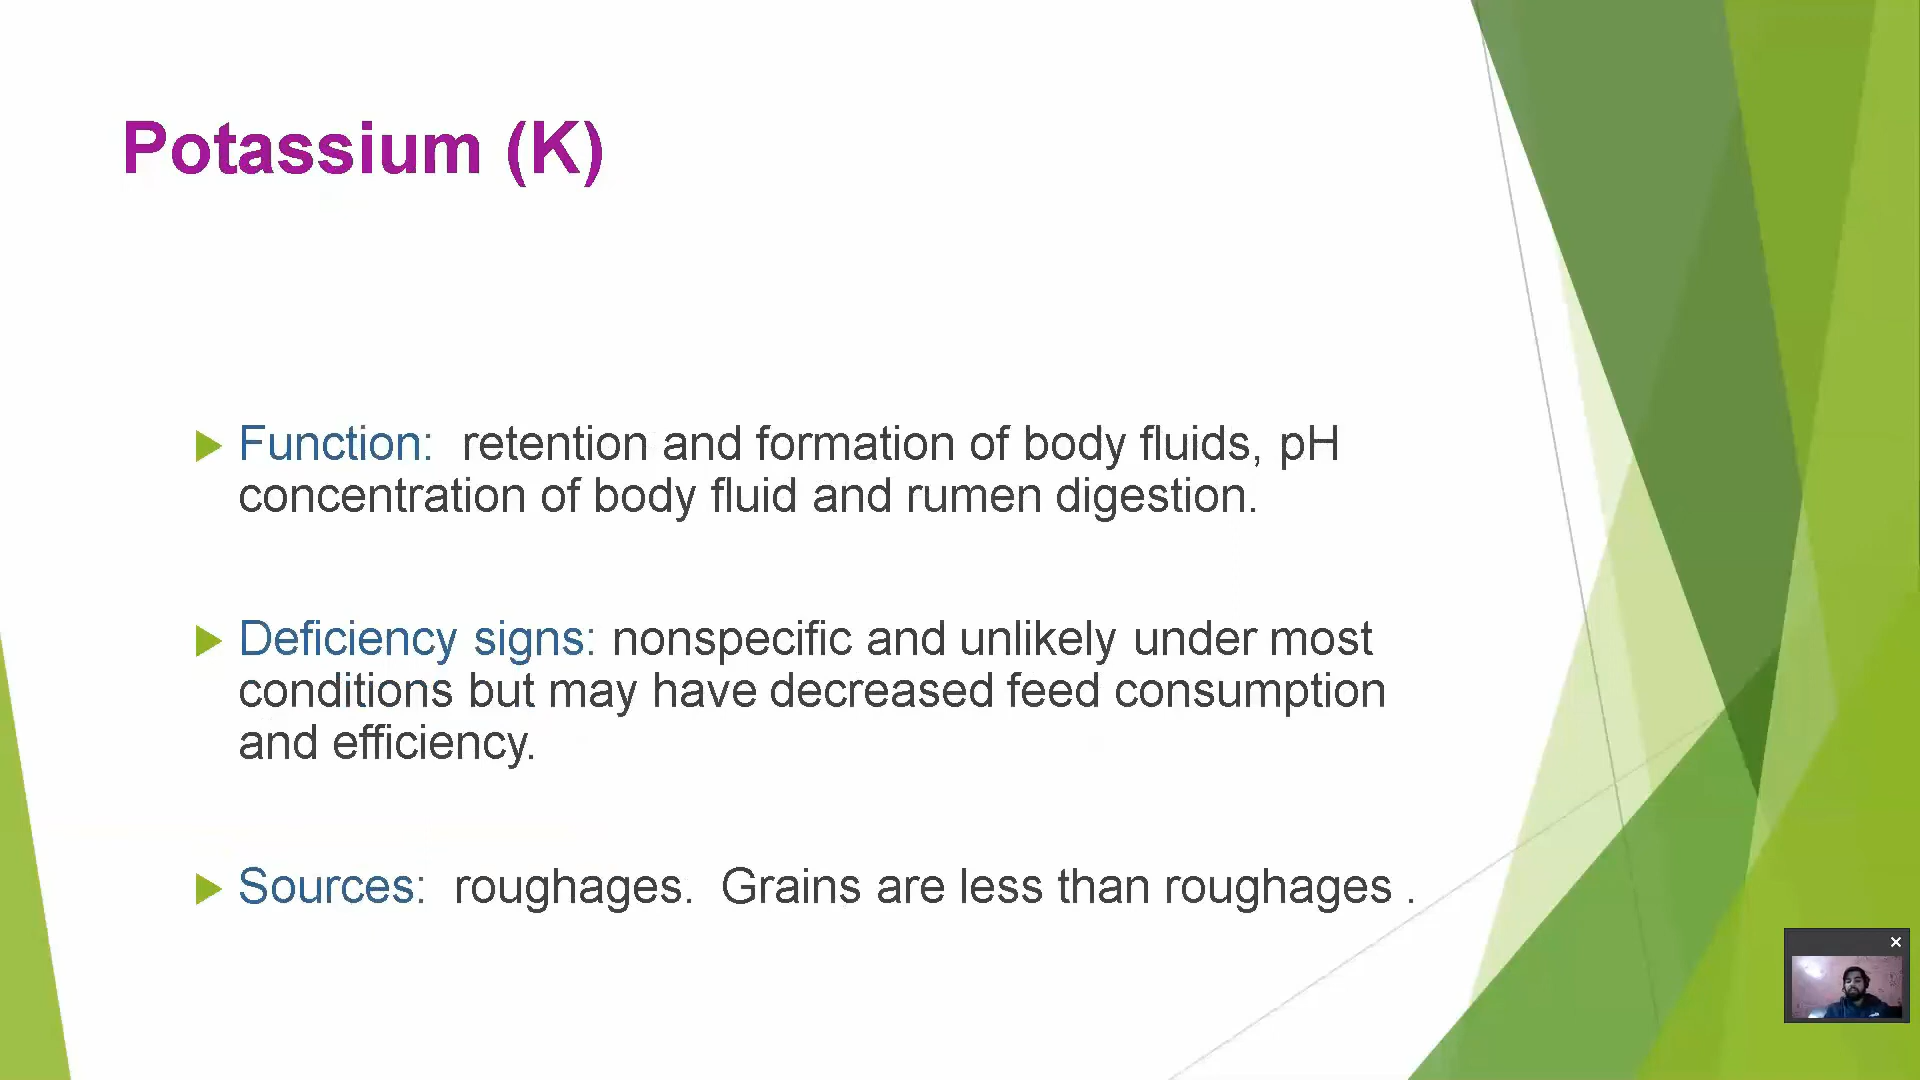 Potassium (K)
Function: retention and formation of body fluids, pH
concentration of body fluid and rumen digestion.
Deficiency signs: nonspecific and unlikely under most
conditions but may have decreased feed consumption
and efficiency.
Sources: roughages. Grains are less than roughages .